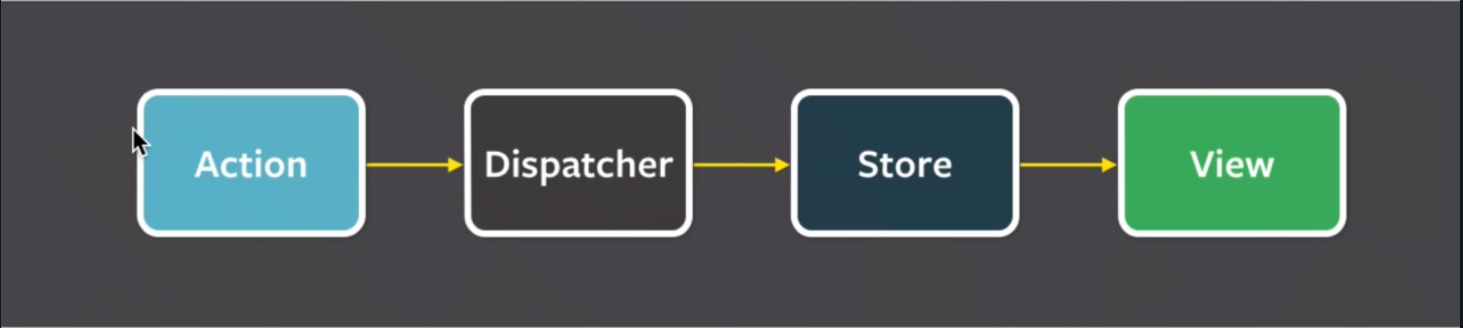 Action
Dispatcher
Store
View